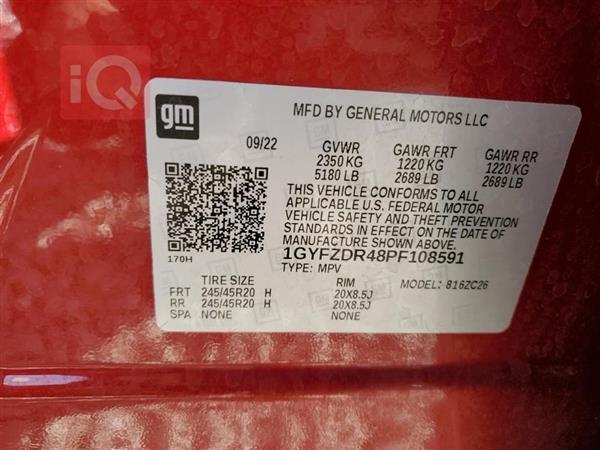 iQ
gm
MFD BY GENERAL MOTORS LLC
09/22 GVWR GAWR FRT GAWR RR
2350 KG 1220 KG 1220 KG
5180 LB 2689 LB 2689 LB
THIS VEHICLE CONFORMS TO ALL
APPLICABLE U.S. FEDERAL MOTOR
VEHICLE SAFETY AND THEFT PREVENTION
STANDARDS IN EFFECT ON THE DATE OF
MANUFACTURE SHOWN ABOVE.
170H 1GYFZDR48PF108591
TYPE: MPV MODEL: 816ZC26
TIRE SIZE RIM
FRT 245/45R20 H 20X8.5J
RR 245/45R20 H 20X8.5J
SPA NONE NONE